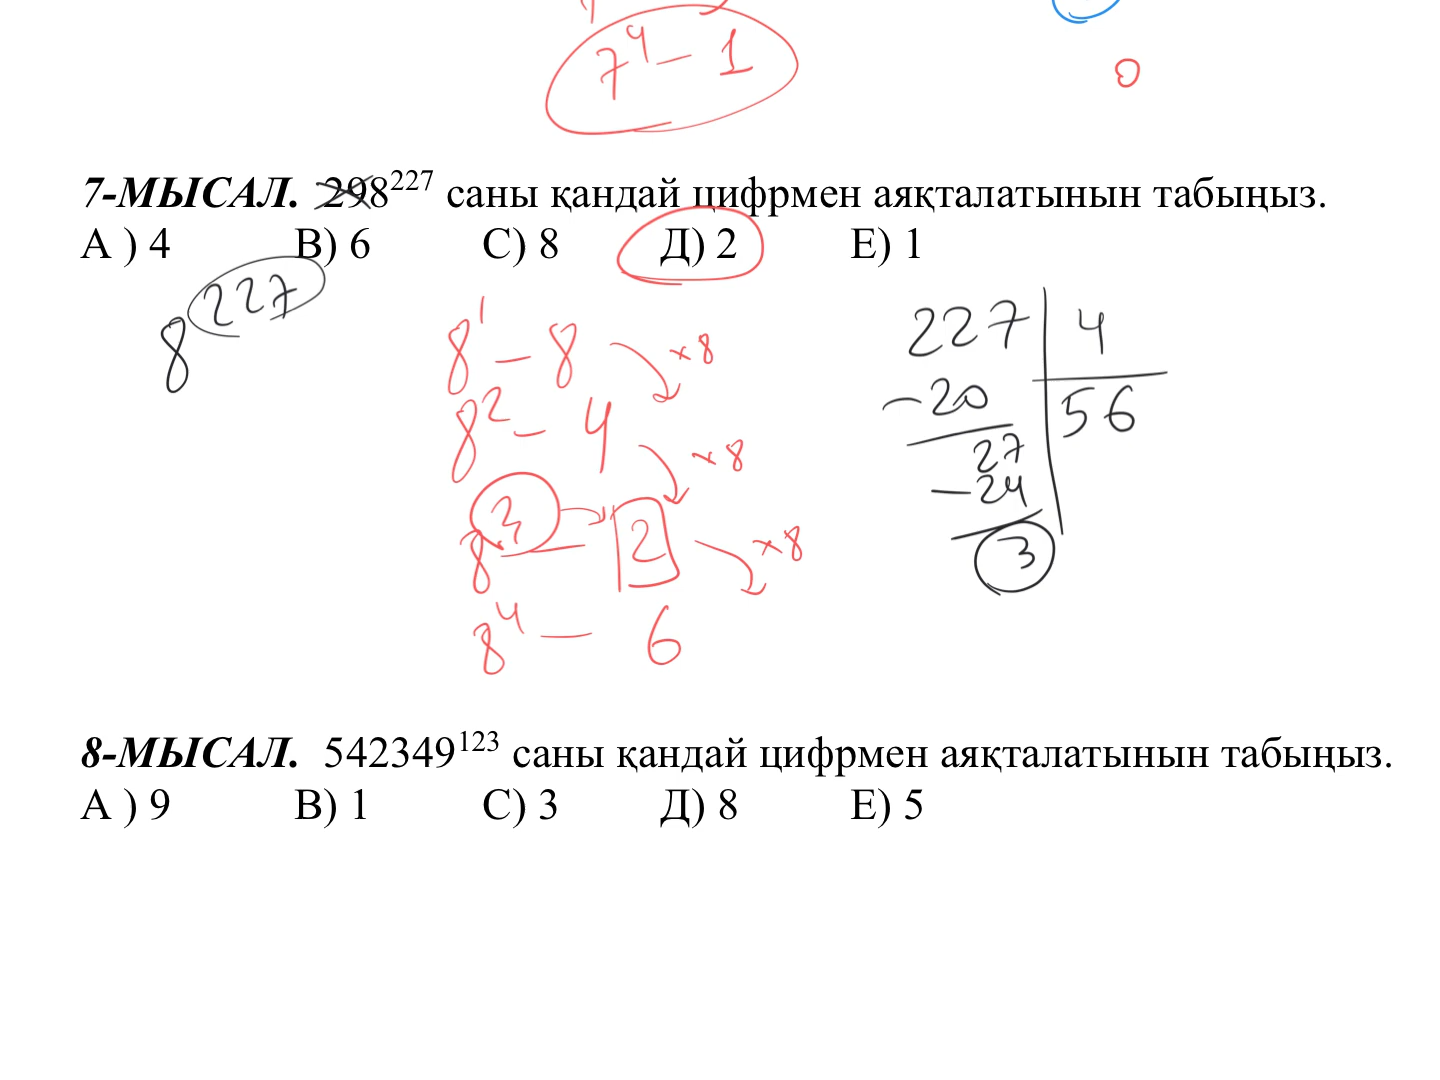 7⁴ – 1
0
7-МЫСАЛ. 298²²⁷ саны қандай цифрмен аяқталатынын табыңыз.
А ) 4 В) 6 С) 8 Д) 2 Е) 1
8²²⁷
8¹ – 8 ×8
8² – 4 ×8
8³ – 2 ×8
8⁴ – 6
227 4
–20 56
27
–24
3
8-МЫСАЛ. 542349¹²³ саны қандай цифрмен аяқталатынын табыңыз.
А ) 9 В) 1 С) 3 Д) 8 Е) 5